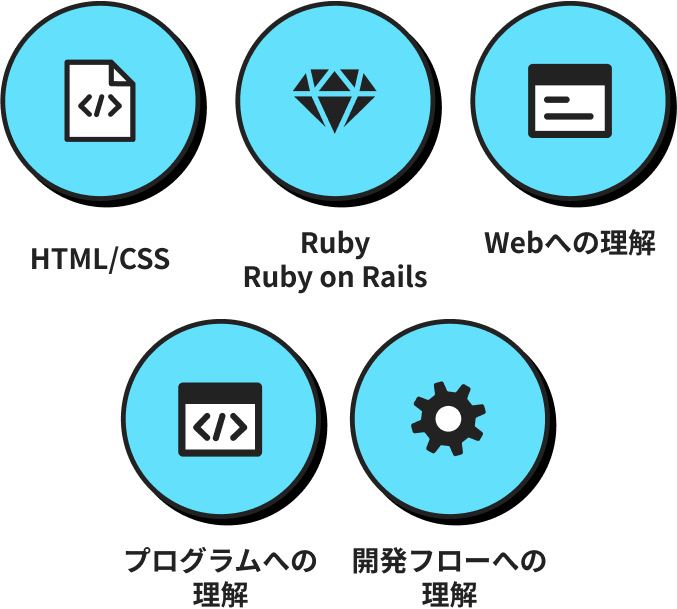 HTML/CSS
Ruby
Ruby on Rails
Webへの理解
プログラムへの
理解
開発フローへの
理解